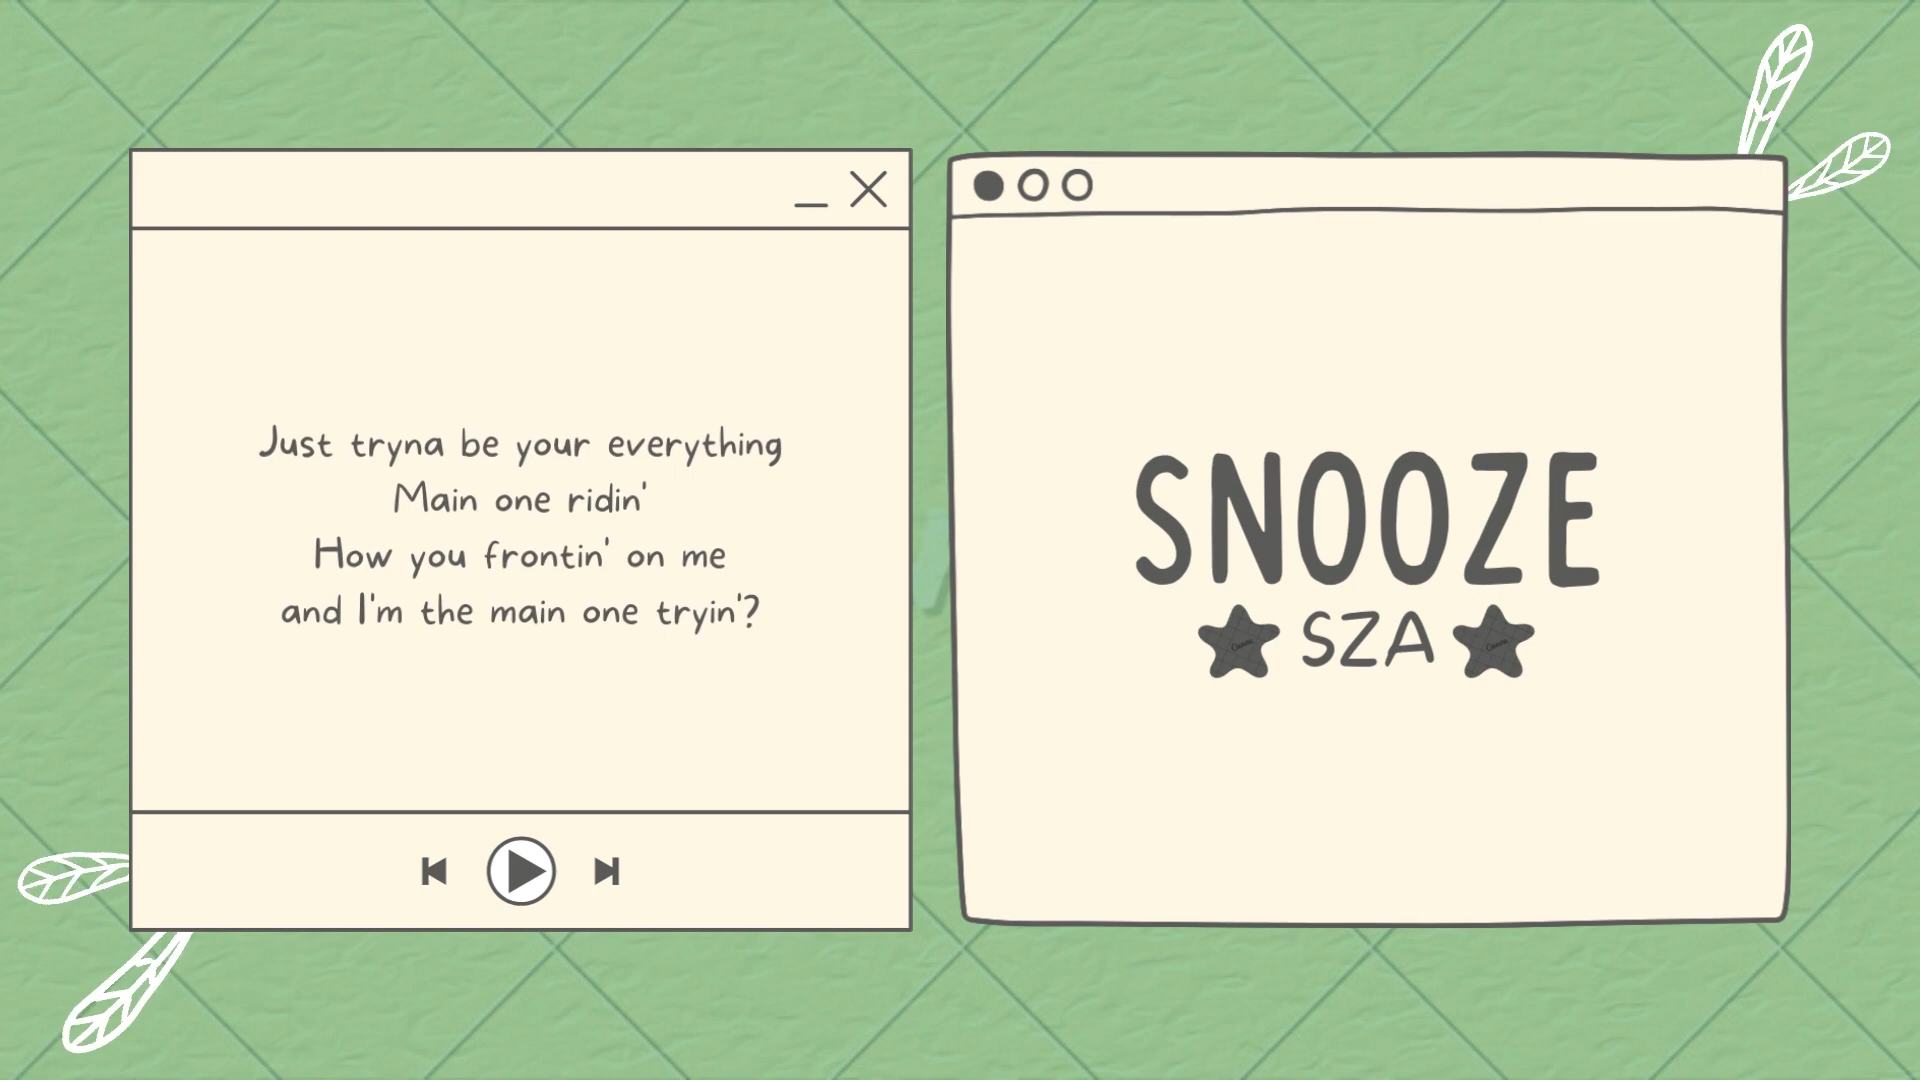 Just tryna be your everything
Main one ridin'
How you frontin' on me
and I'm the main one tryin'?
SNOOZE
SZA